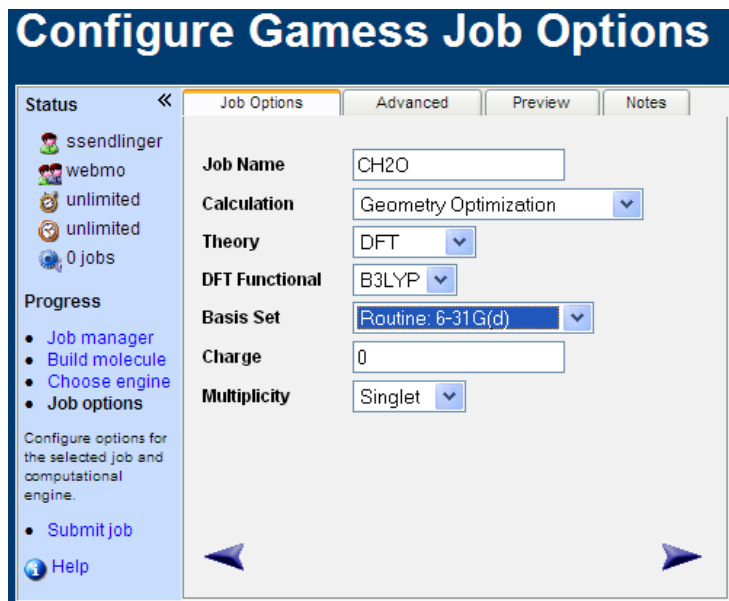 Configure Gamess Job Options
Status «
ssendlinger
webmo
unlimited
unlimited
0 jobs
Progress
• Job manager
• Build molecule
• Choose engine
• Job options
Configure options for
the selected job and
computational
engine.
• Submit job
Help
Job Options Advanced Preview Notes
Job Name CH2O
Calculation Geometry Optimization
Theory DFT
DFT Functional B3LYP
Basis Set Routine: 6-31G(d)
Charge 0
Multiplicity Singlet